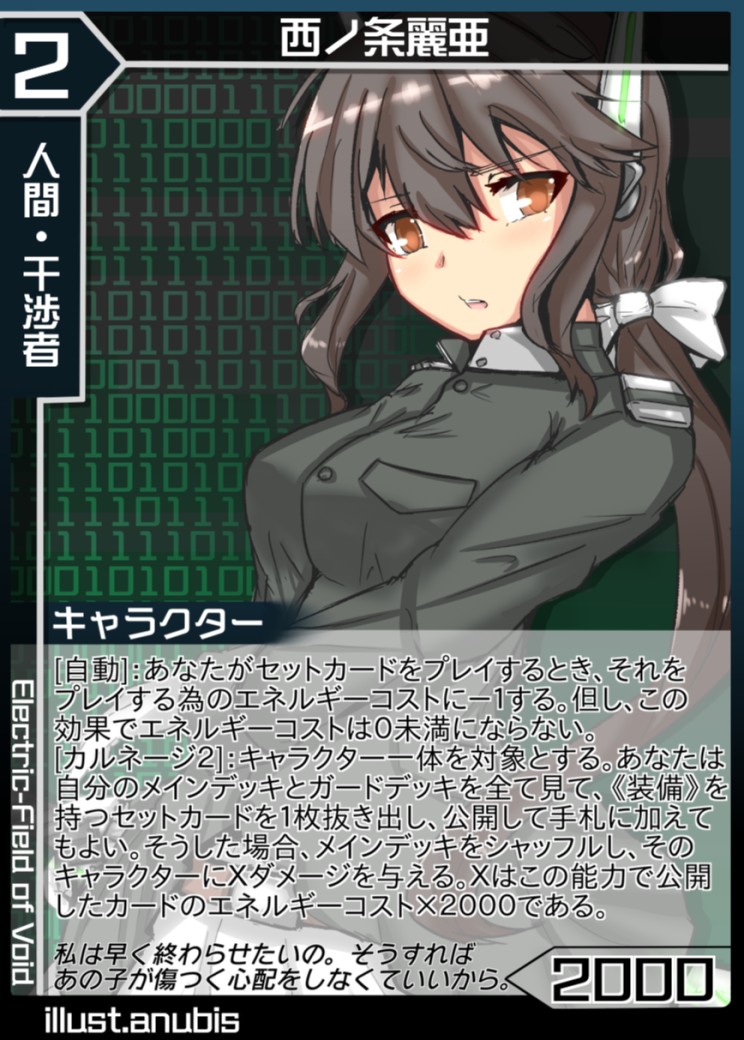 西ノ条麗亜
2
人間・干渉者
キャラクター
[自動]:あなたがセットカードをプレイするとき、それを
プレイする為のエネルギーコストに－1する。但し、この
効果でエネルギーコストは0未満にならない。
[カルネージ2]:キャラクター一体を対象とする。あなたは
自分のメインデッキとガードデッキを全て見て、《装備》を
持つセットカードを1枚抜き出し、公開して手札に加えて
もよい。そうした場合、メインデッキをシャッフルし、その
キャラクターにXダメージを与える。Xはこの能力で公開
したカードのエネルギーコスト×2000である。
私は早く終わらせたいの。そうすれば
あの子が傷つく心配をしなくていいから。
2000
Electric-Field of Void
illust.anubis